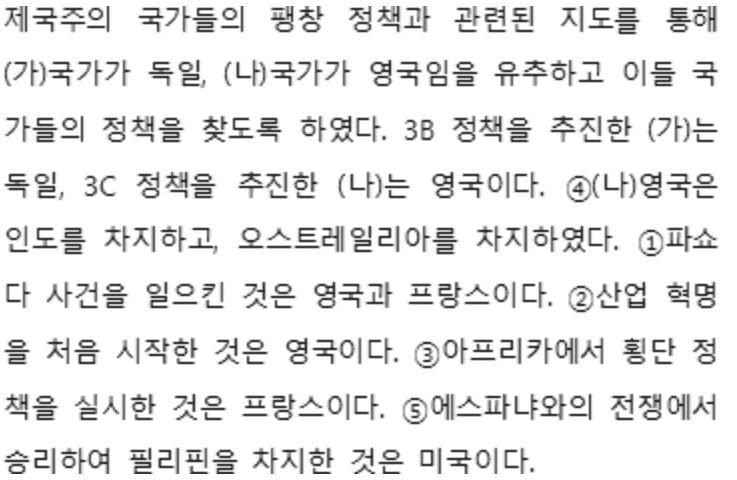 제국주의 국가들의 팽창 정책과 관련된 지도를 통해
(가)국가가 독일, (나)국가가 영국임을 유추하고 이들 국
가들의 정책을 찾도록 하였다. 3B 정책을 추진한 (가)는
독일, 3C 정책을 추진한 (나)는 영국이다. ④(나)영국은
인도를 차지하고, 오스트레일리아를 차지하였다. ①파쇼
다 사건을 일으킨 것은 영국과 프랑스이다. ②산업 혁명
을 처음 시작한 것은 영국이다. ③아프리카에서 횡단 정
책을 실시한 것은 프랑스이다. ⑤에스파냐와의 전쟁에서
승리하여 필리핀을 차지한 것은 미국이다.